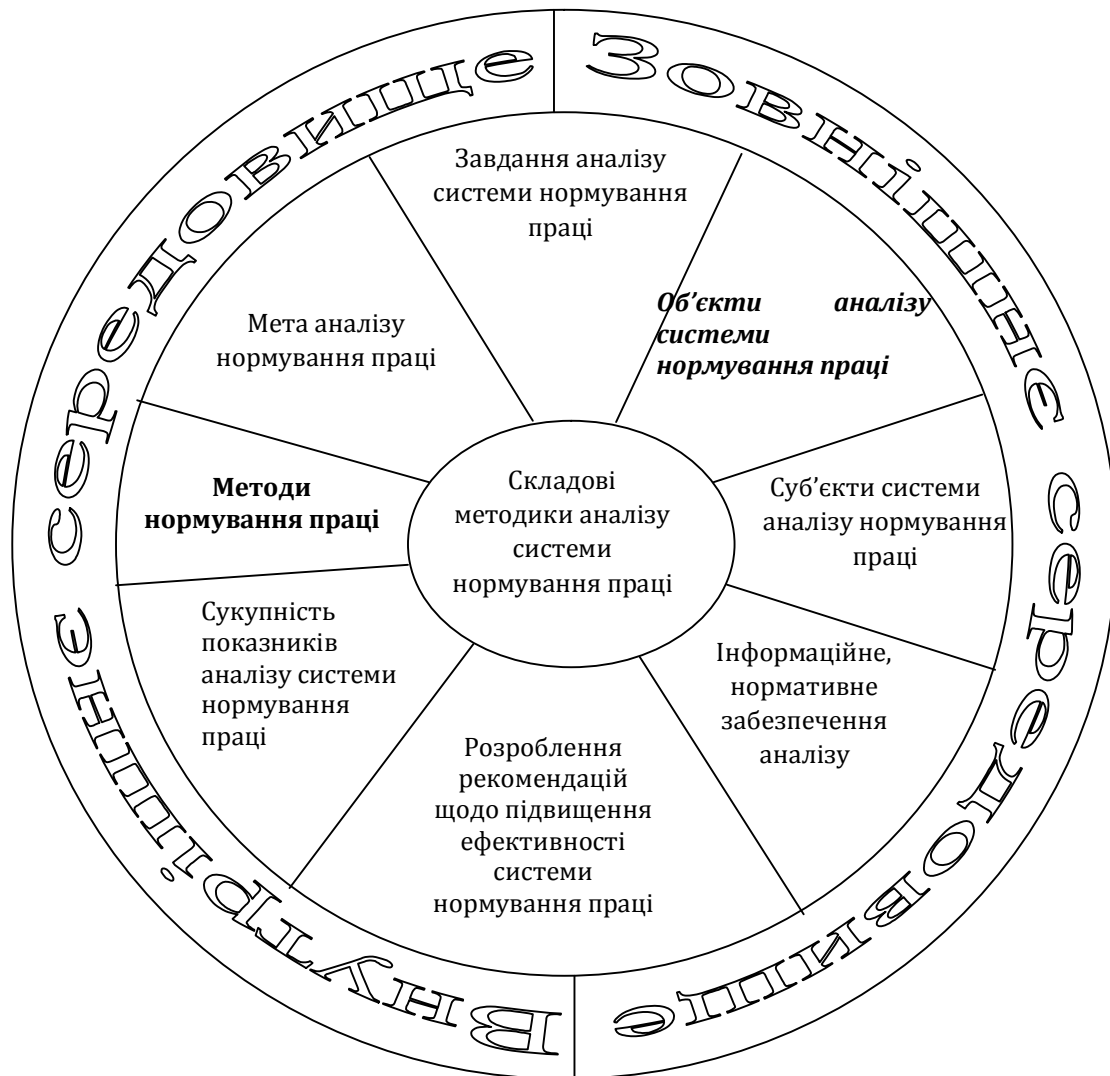 Зовнішнє середовище
Внутрішнє середовище
Завдання аналізу
системи нормування
праці
Об’єкти аналізу
системи
нормування праці
Суб’єкти системи
аналізу нормування
праці
Інформаційне,
нормативне
забезпечення
аналізу
Розроблення
рекомендацій
щодо підвищення
ефективності
системи
нормування праці
Сукупність
показників
аналізу системи
нормування
праці
Методи
нормування праці
Мета аналізу
нормування праці
Складові
методики аналізу
системи
нормування праці